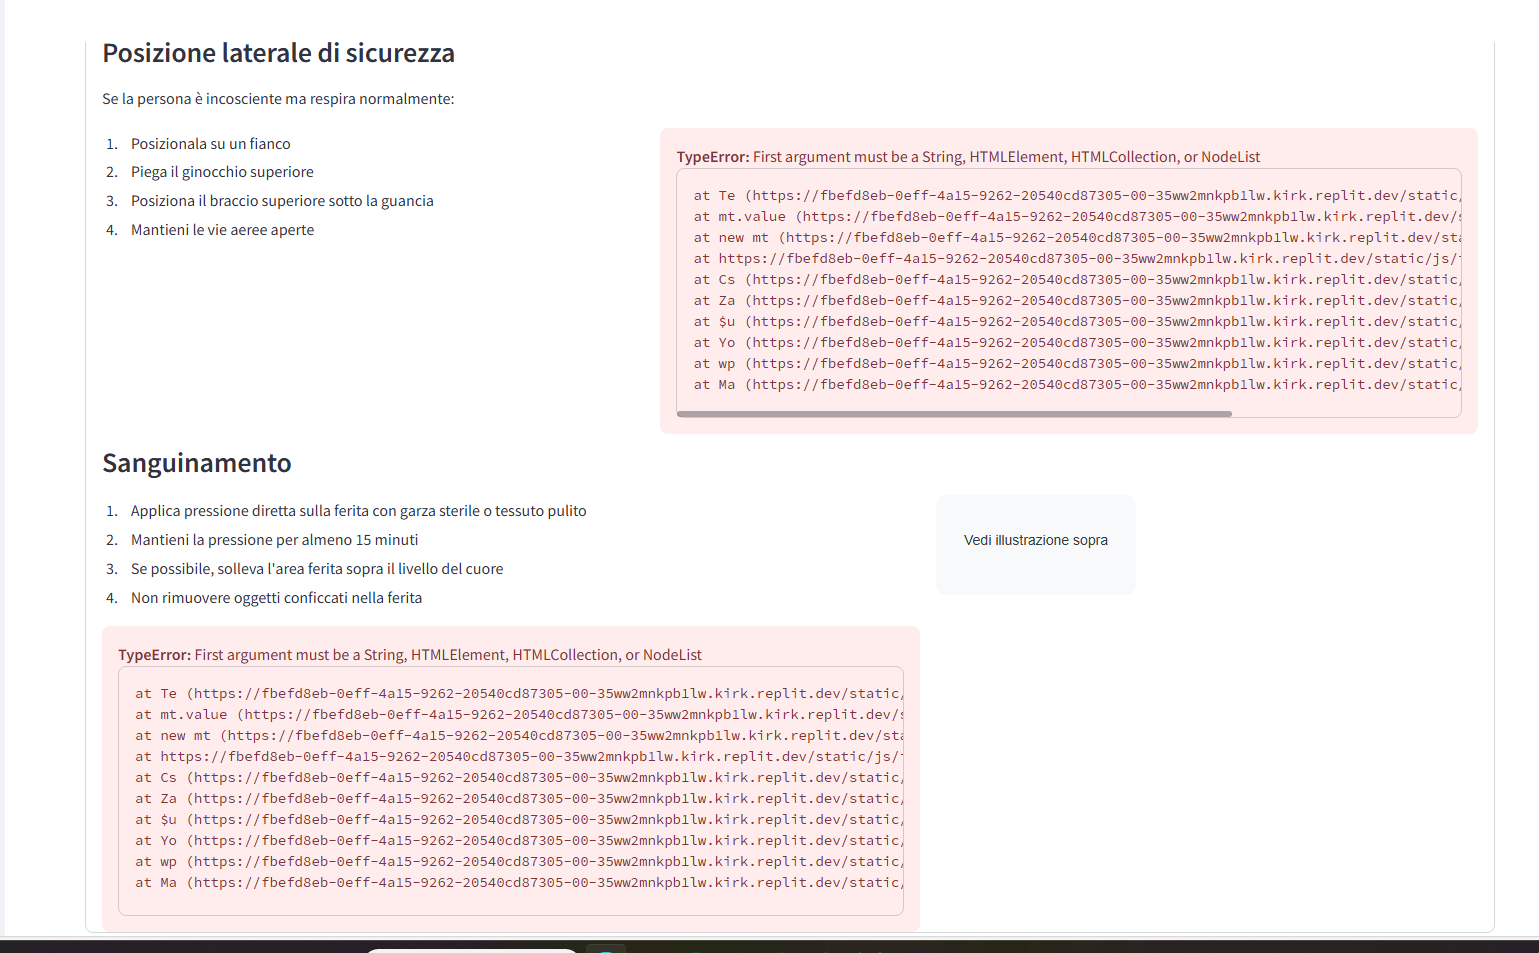 Posizione laterale di sicurezza
Se la persona è incosciente ma respira normalmente:
1. Posizionala su un fianco
2. Piega il ginocchio superiore
3. Posiziona il braccio superiore sotto la guancia
4. Mantieni le vie aeree aperte
TypeError: First argument must be a String, HTMLElement, HTMLCollection, or NodeList
at Te (https://fbefd8eb-0eff-4a15-9262-20540cd87305-00-35ww2mnkpb1lw.kirk.replit.dev/static/
at mt.value (https://fbefd8eb-0eff-4a15-9262-20540cd87305-00-35ww2mnkpb1lw.kirk.replit.dev/s
at new mt (https://fbefd8eb-0eff-4a15-9262-20540cd87305-00-35ww2mnkpb1lw.kirk.replit.dev/sta
at https://fbefd8eb-0eff-4a15-9262-20540cd87305-00-35ww2mnkpb1lw.kirk.replit.dev/static/js/
at Cs (https://fbefd8eb-0eff-4a15-9262-20540cd87305-00-35ww2mnkpb1lw.kirk.replit.dev/static/
at Za (https://fbefd8eb-0eff-4a15-9262-20540cd87305-00-35ww2mnkpb1lw.kirk.replit.dev/static/
at $u (https://fbefd8eb-0eff-4a15-9262-20540cd87305-00-35ww2mnkpb1lw.kirk.replit.dev/static/
at Yo (https://fbefd8eb-0eff-4a15-9262-20540cd87305-00-35ww2mnkpb1lw.kirk.replit.dev/static/
at wp (https://fbefd8eb-0eff-4a15-9262-20540cd87305-00-35ww2mnkpb1lw.kirk.replit.dev/static/
at Ma (https://fbefd8eb-0eff-4a15-9262-20540cd87305-00-35ww2mnkpb1lw.kirk.replit.dev/static/
Sanguinamento
1. Applica pressione diretta sulla ferita con garza sterile o tessuto pulito
2. Mantieni la pressione per almeno 15 minuti
3. Se possibile, solleva l'area ferita sopra il livello del cuore
4. Non rimuovere oggetti conficcati nella ferita
Vedi illustrazione sopra
TypeError: First argument must be a String, HTMLElement, HTMLCollection, or NodeList
at Te (https://fbefd8eb-0eff-4a15-9262-20540cd87305-00-35ww2mnkpb1lw.kirk.replit.dev/static/
at mt.value (https://fbefd8eb-0eff-4a15-9262-20540cd87305-00-35ww2mnkpb1lw.kirk.replit.dev/s
at new mt (https://fbefd8eb-0eff-4a15-9262-20540cd87305-00-35ww2mnkpb1lw.kirk.replit.dev/sta
at https://fbefd8eb-0eff-4a15-9262-20540cd87305-00-35ww2mnkpb1lw.kirk.replit.dev/static/js/
at Cs (https://fbefd8eb-0eff-4a15-9262-20540cd87305-00-35ww2mnkpb1lw.kirk.replit.dev/static/
at Za (https://fbefd8eb-0eff-4a15-9262-20540cd87305-00-35ww2mnkpb1lw.kirk.replit.dev/static/
at $u (https://fbefd8eb-0eff-4a15-9262-20540cd87305-00-35ww2mnkpb1lw.kirk.replit.dev/static/
at Yo (https://fbefd8eb-0eff-4a15-9262-20540cd87305-00-35ww2mnkpb1lw.kirk.replit.dev/static/
at wp (https://fbefd8eb-0eff-4a15-9262-20540cd87305-00-35ww2mnkpb1lw.kirk.replit.dev/static/
at Ma (https://fbefd8eb-0eff-4a15-9262-20540cd87305-00-35ww2mnkpb1lw.kirk.replit.dev/static/